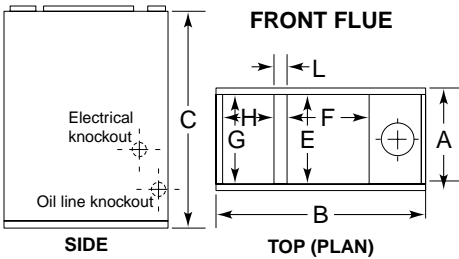 FRONT FLUE
L
H
F
G
E
A
C
B
Electrical
knockout
Oil line knockout
SIDE
TOP (PLAN)